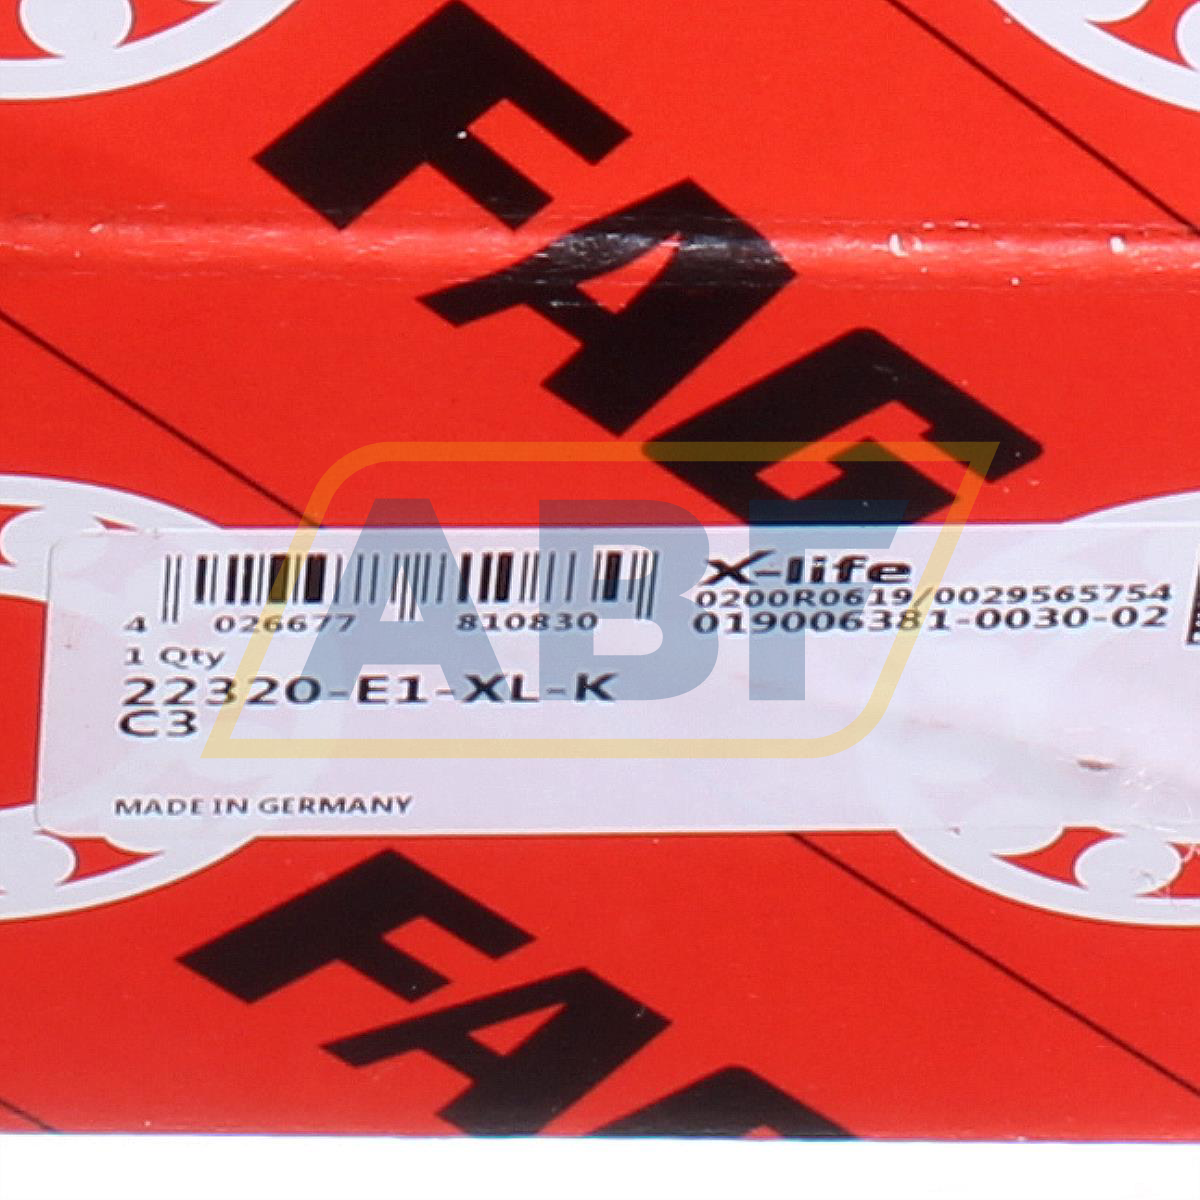 FAG
X-life
0200R0619/0029565754
019006381-0030-02
4 026677 810830
1 Qty
22320-E1-XL-K
C3
MADE IN GERMANY
ABF
FAG